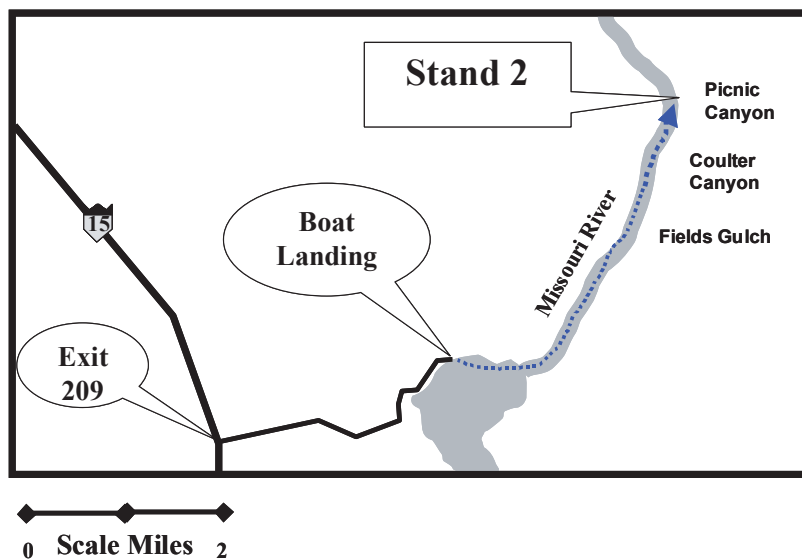 Stand 2
Picnic
Canyon
Coulter
Canyon
15
Boat
Landing
Missouri River
Fields Gulch
Exit
209
0 Scale Miles 2